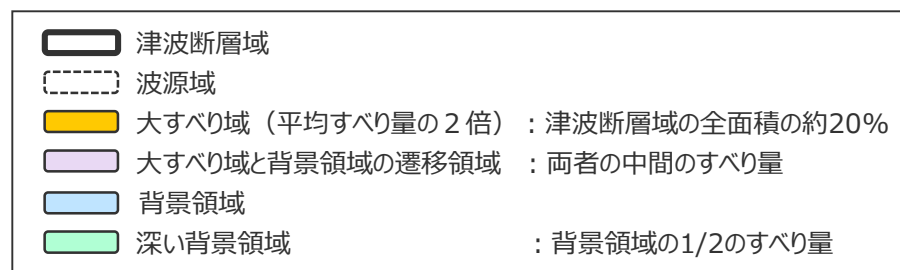 津波断層域
波源域
大すべり域（平均すべり量の２倍）：津波断層域の全面積の約20%
大すべり域と背景領域の遷移領域 ：両者の中間のすべり量
背景領域
深い背景領域 ：背景領域の1/2のすべり量